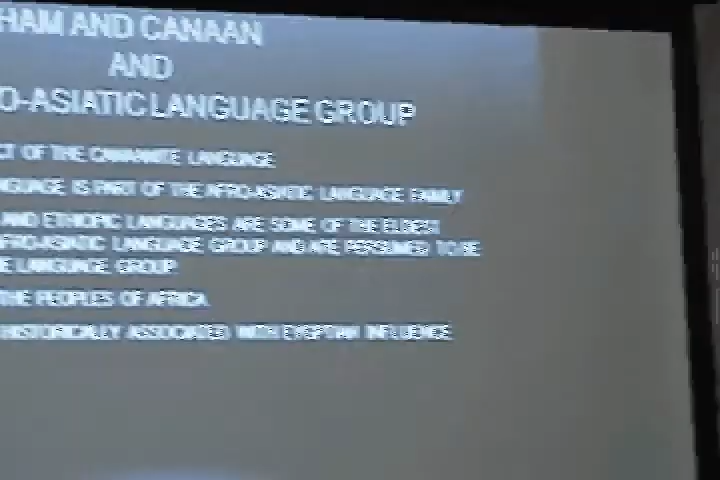 HAM AND CANAAN
AND
O-ASIATIC LANGUAGE GROUP
CT OF THE CANAANITE LANGUAGE
NGUAGE IS PART OF THE AFRO-ASIATIC LANGUAGE FAMILY
AND ETHIOPIC LANGUAGES ARE SOME OF THE
AFRO-ASIATIC LANGUAGE GROUP AND ARE TO BE
E LANGUAGE GROUP
THE PEOPLES OF AFRICA
HISTORICALLY ASSOCIATED WITH INFLUENCE